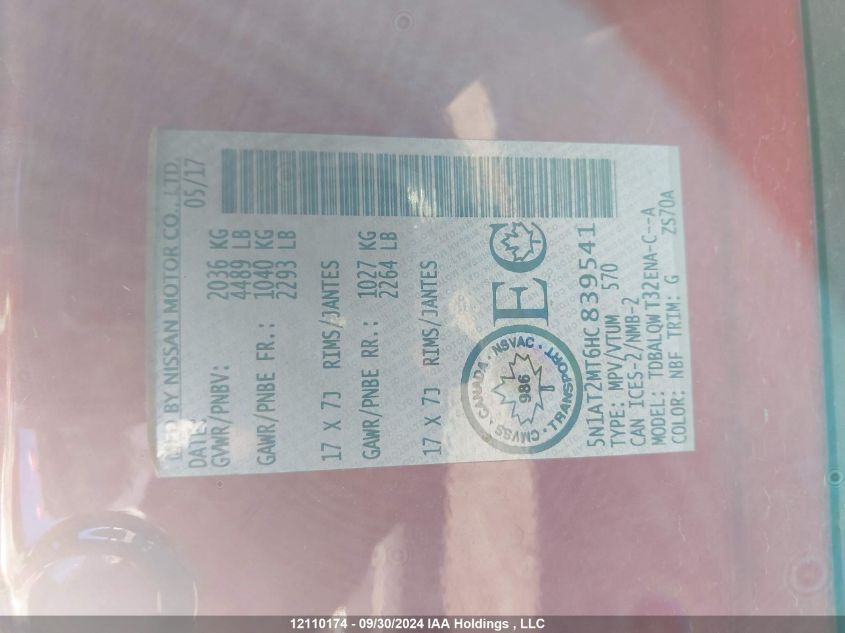 BY NISSAN MOTOR CO., LTD.
DATE: 05/17
GVWR/PNBV: 2036 KG
4489 LB
GAWR/PNBE FR.: 1040 KG
2293 LB
17 X 7J RIMS/JANTES
GAWR/PNBE RR.: 1027 KG
2264 LB
17 X 7J RIMS/JANTES
CANADA · NSVAC · TRANSPORT · CMVSS ·
986
EC
5N1AT2MT6HC839541
TYPE: MPV/VTUM 570
CAN ICES-2/NMB-2
MODEL: TDBALQW T32ENA-C--A
COLOR: NBF TRIM: G ZS70A
12110174 - 09/30/2024 IAA Holdings , LLC